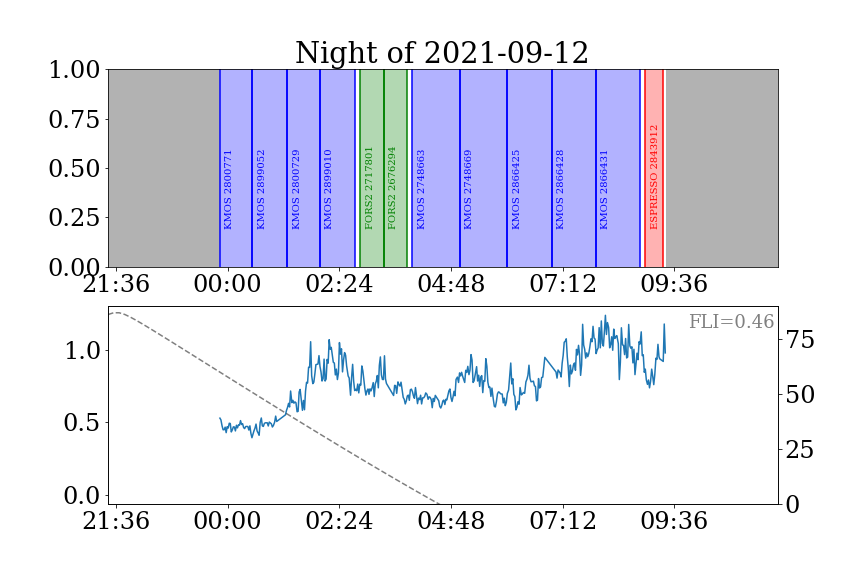 Night of 2021-09-12
1.00
0.75
0.50
0.25
0.00
KMOS 2800771
KMOS 2899052
KMOS 2800729
KMOS 2899010
FORS2 2717801
FORS2 2676294
KMOS 2748663
KMOS 2748669
KMOS 2866425
KMOS 2866428
KMOS 2866431
ESPRESSO 2843912
21:36 00:00 02:24 04:48 07:12 09:36
FLI=0.46
1.0
0.5
0.0
75
50
25
0
21:36 00:00 02:24 04:48 07:12 09:36